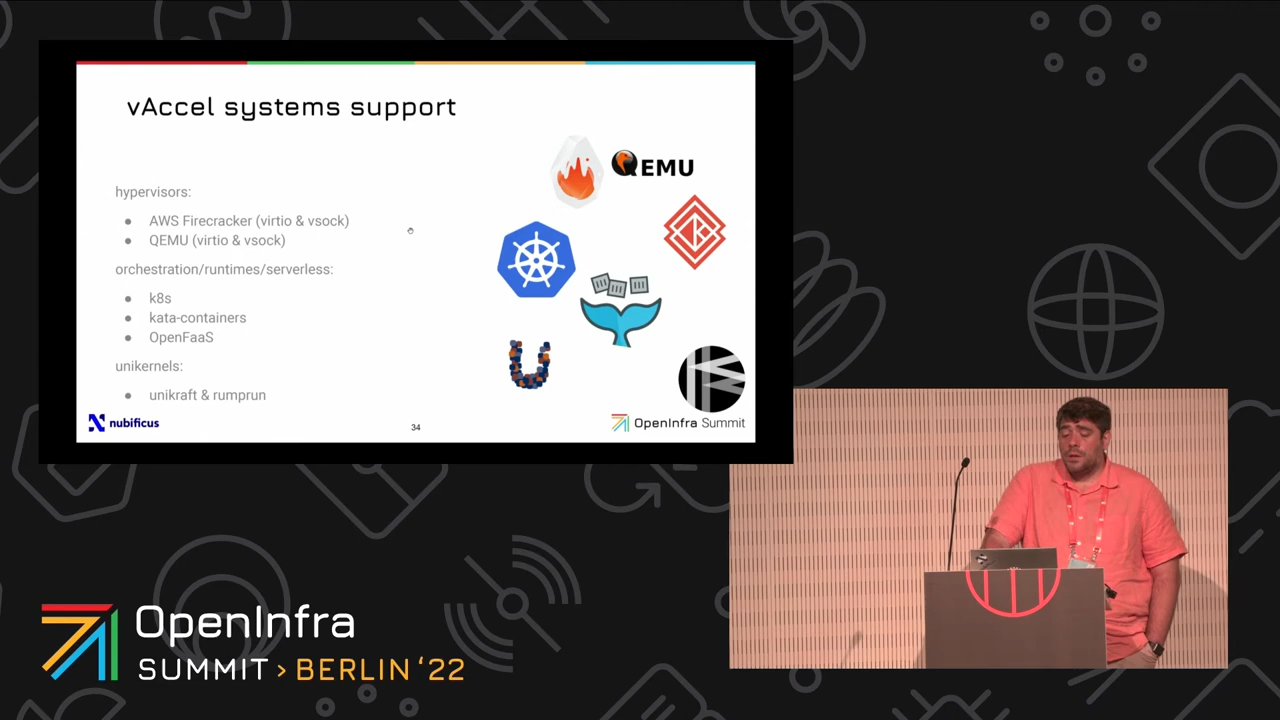 vAccel systems support
QEMU
hypervisors:
● AWS Firecracker (virtio & vsock)
● QEMU (virtio & vsock)
orchestration/runtimes/serverless:
● k8s
● kata-containers
● OpenFaaS
unikernels:
● unikraft & rumprun
nubificus
34
OpenInfra Summit
OpenInfra
SUMMIT > BERLIN ‘22